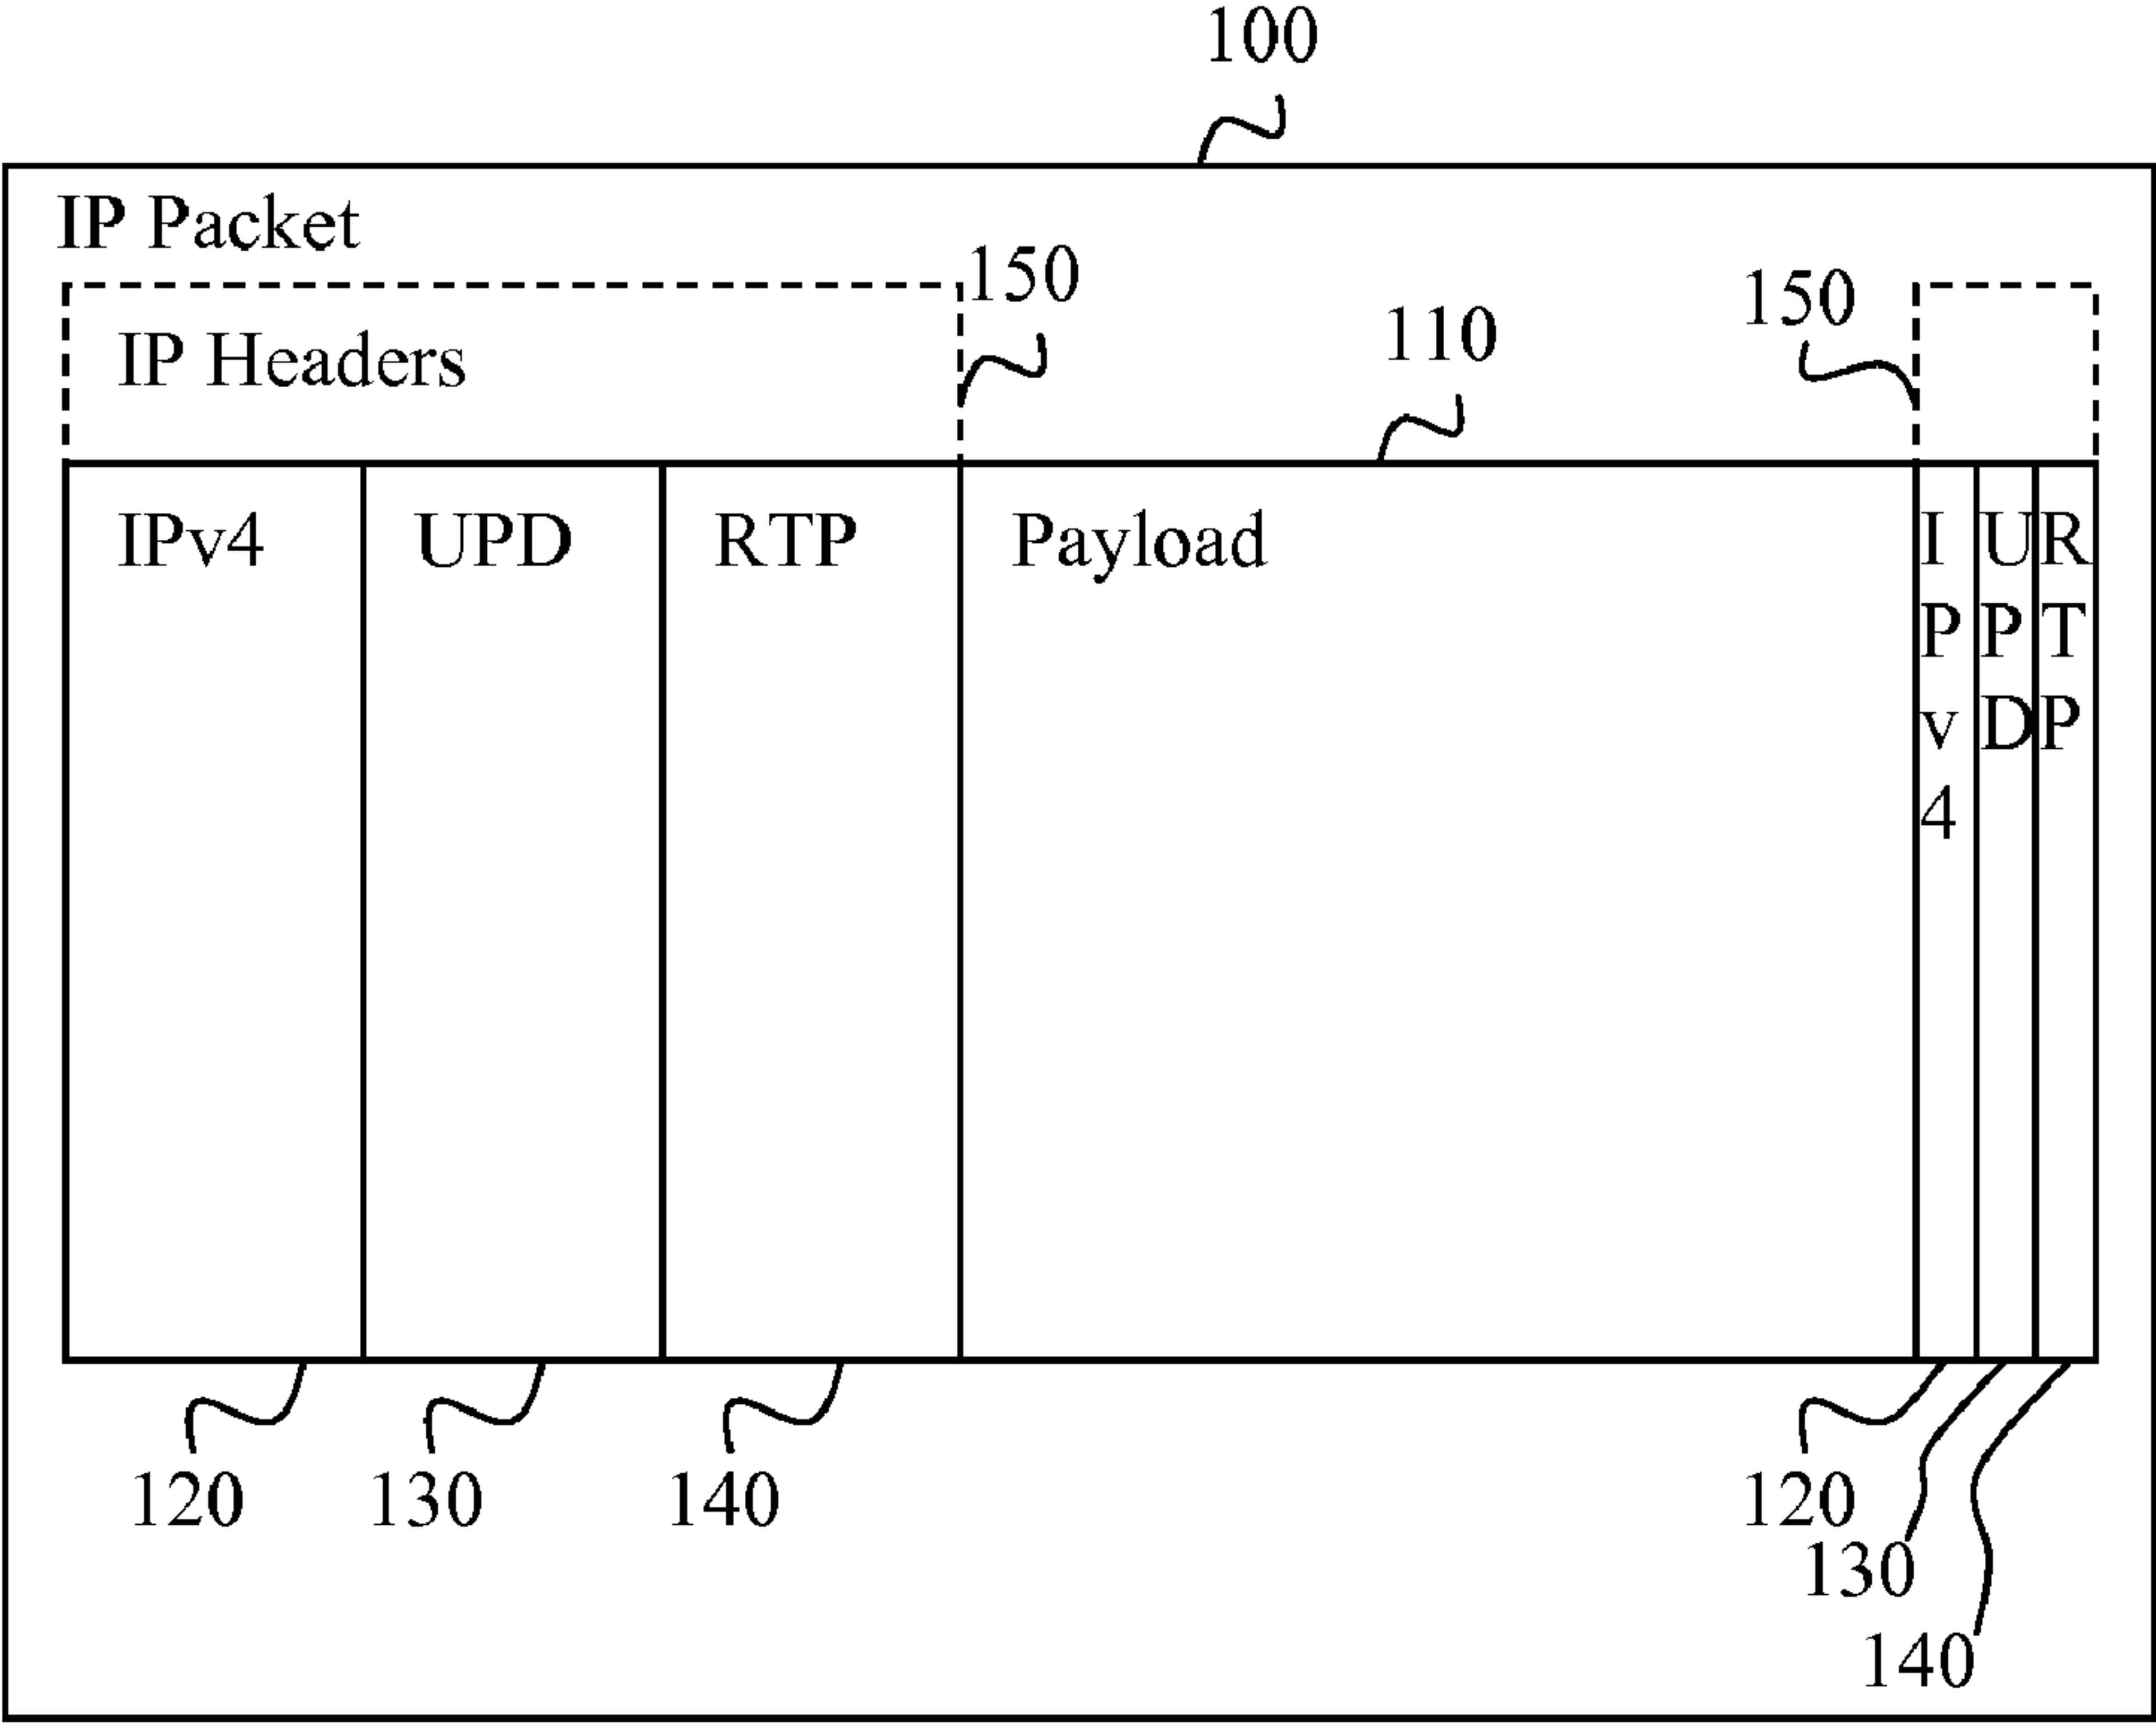 100
IP Packet
150
150
IP Headers
110
IPv4 UPD RTP Payload
I U R
P P T
v D P
4
120 130 140 120
130
140